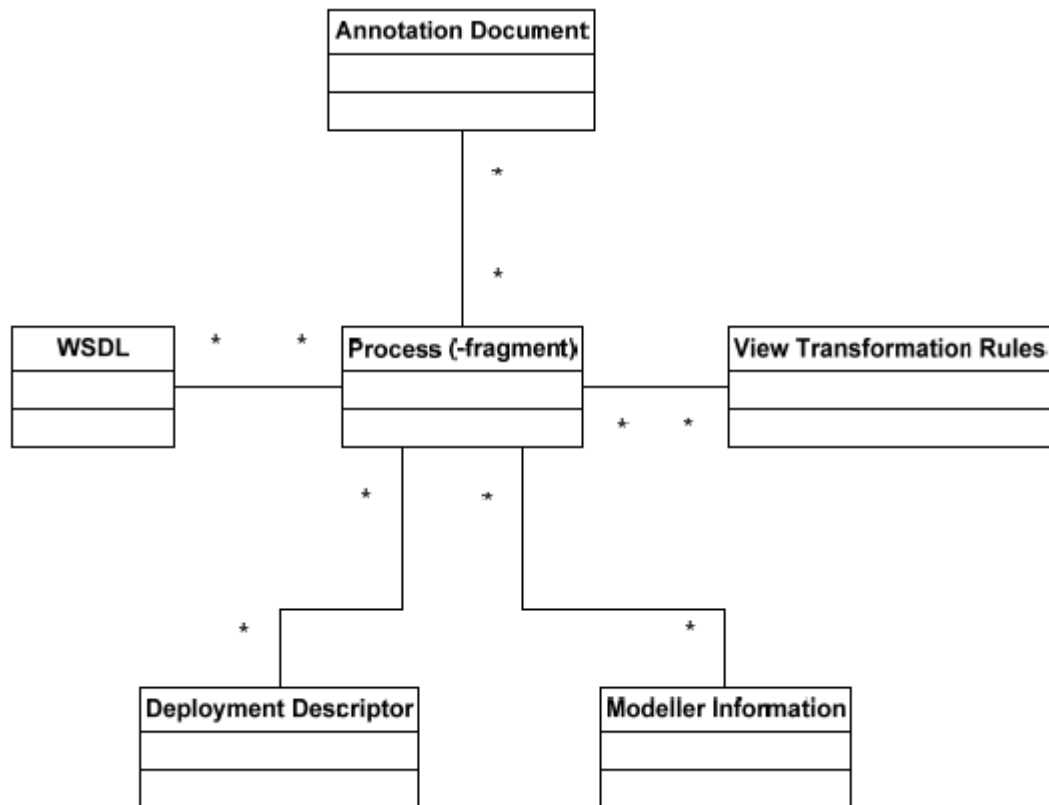 Annotation Document
*
*
WSDL
*
*
Process (-fragment)
View Transformation Rules
*
*
*
*
*
*
Deployment Descriptor
Modeller Information